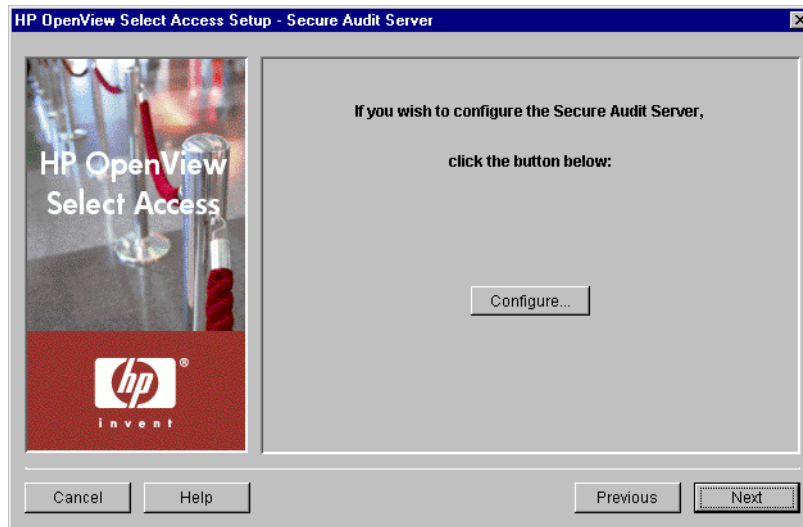 HP OpenView Select Access Setup - Secure Audit Server
HP OpenView
Select Access
hp
®
invent
If you wish to configure the Secure Audit Server,
click the button below:
Configure...
Cancel
Help
Previous
Next